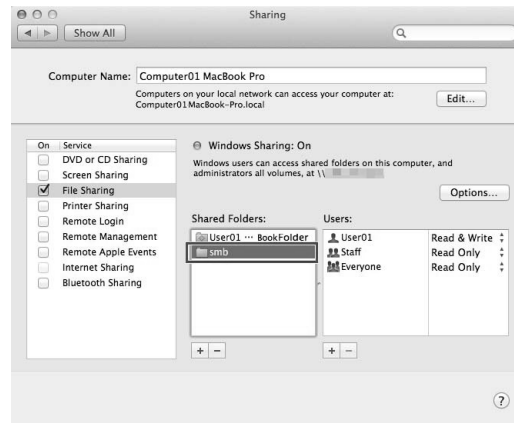 Sharing
Show All
Computer Name: Computer01 MacBook Pro
Computers on your local network can access your computer at:
Computer01MacBook-Pro.local
Edit...
On Service
DVD or CD Sharing
Screen Sharing
File Sharing
Printer Sharing
Remote Login
Remote Management
Remote Apple Events
Internet Sharing
Bluetooth Sharing
Windows Sharing: On
Windows users can access shared folders on this computer, and
administrators all volumes, at \\
Options...
Shared Folders:
User01 ··· BookFolder
smb
Users:
User01 Read & Write
Staff Read Only
Everyone Read Only
+ −
+ −
?